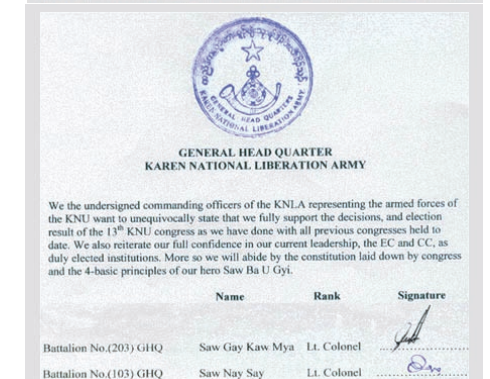 GENERAL HEAD QUARTERS
KAREN NATIONAL LIBERATION ARMY
GENERAL HEAD QUARTER
KAREN NATIONAL LIBERATION ARMY
We the undersigned commanding officers of the KNLA representing the armed forces of
the KNU want to unequivocally state that we fully support the decisions, and election
result of the 13th KNU congress as we have done with all previous congresses held to
date. We also reiterate our full confidence in our current leadership, the EC and CC, as
duly elected institutions. More so we will abide by the constitution laid down by congress
and the 4-basic principles of our hero Saw Ba U Gyi.
Name Rank Signature
Battalion No.(203) GHQ Saw Gay Kaw Mya Lt. Colonel
Battalion No.(103) GHQ Saw Nay Say Lt. Colonel